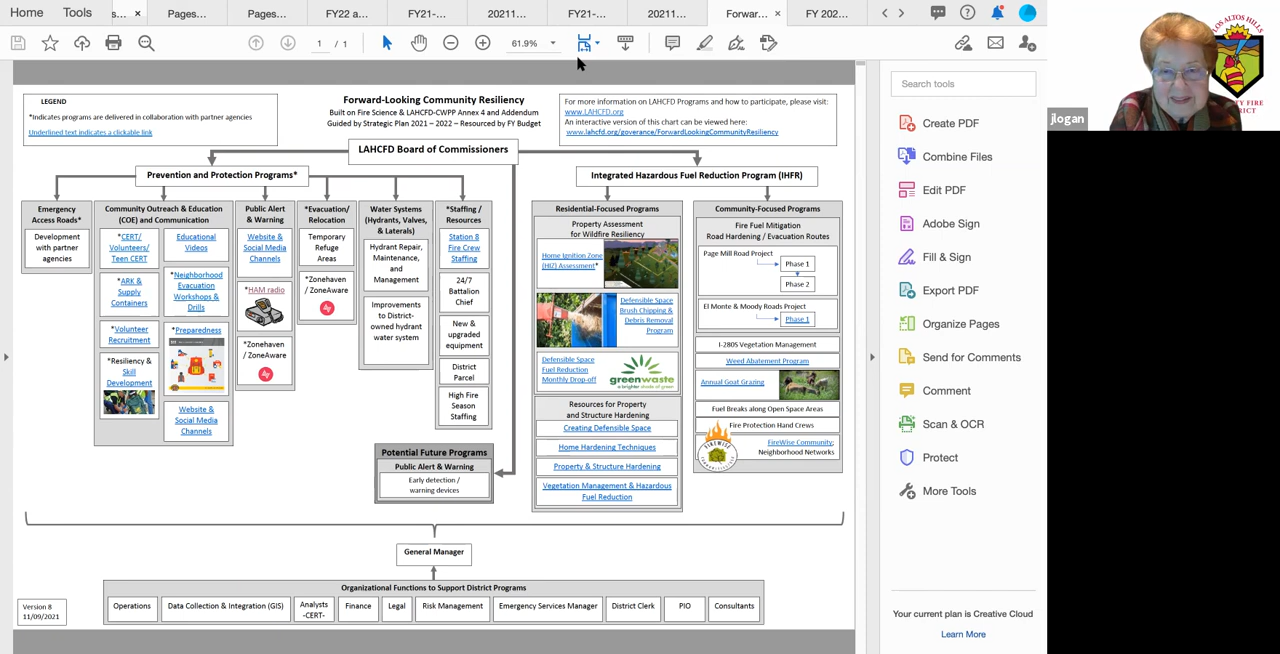 Home Tools s... × Pages... Pages... FY22 a... FY21-... 202111... FY21-... 202111... Forwar... × FY 202...
1 / 1 61.9%
LEGEND
*Indicates programs are delivered in collaboration with partner agencies
Underlined text indicates a clickable link
Forward-Looking Community Resiliency
Built on Fire Science & LAHCFD-CWPP Annex 4 and Addendum
Guided by Strategic Plan 2021 – 2022 – Resourced by FY Budget
For more information on LAHCFD Programs and how to participate, please visit:
www.LAHCFD.org
An interactive version of this chart can be viewed here:
www.lahcfd.org/goverance/ForwardLookingCommunityResiliency
LAHCFD Board of Commissioners
Prevention and Protection Programs*
Integrated Hazardous Fuel Reduction Program (IHFR)
Emergency
Access Roads*
Development
with partner
agencies
Community Outreach & Education
(COE) and Communication
*CERT/
Volunteers/
Teen CERT
*ARK &
Supply
Containers
*Volunteer
Recruitment
*Resiliency &
Skill
Development
Educational
Videos
*Neighborhood
Evacuation
Workshops &
Drills
*Preparedness
Website &
Social Media
Channels
Public Alert
& Warning
Website &
Social Media
Channels
*HAM radio
*Zonehaven
/ ZoneAware
*Evacuation/
Relocation
Temporary
Refuge
Areas
*Zonehaven
/ ZoneAware
Water Systems
(Hydrants, Valves,
& Laterals)
Hydrant Repair,
Maintenance,
and
Management
Improvements
to District-
owned hydrant
water system
*Staffing /
Resources
Station 8
Fire Crew
Staffing
24/7
Battalion
Chief
New &
upgraded
equipment
District
Parcel
High Fire
Season
Staffing
Potential Future Programs
Public Alert & Warning
Early detection /
warning devices
Residential-Focused Programs
Property Assessment
for Wildfire Resiliency
Home Ignition Zone
(HIZ) Assessment*
Defensible Space
Brush Chipping &
Debris Removal
Program
Defensible Space
Fuel Reduction
Monthly Drop-off
greenwaste
a brighter shade of green
Resources for Property
and Structure Hardening
Creating Defensible Space
Home Hardening Techniques
Property & Structure Hardening
Vegetation Management & Hazardous
Fuel Reduction
Community-Focused Programs
Fire Fuel Mitigation
Road Hardening / Evacuation Routes
Page Mill Road Project
Phase 1
Phase 2
El Monte & Moody Roads Project
Phase 1
I-280S Vegetation Management
Weed Abatement Program
Annual Goat Grazing
Fuel Breaks along Open Space Areas
Fire Protection Hand Crews
FIREWISE
FireWise Community;
Neighborhood Networks
General Manager
Organizational Functions to Support District Programs
Operations
Data Collection & Integration (GIS)
Analysts
-CERT-
Finance
Legal
Risk Management
Emergency Services Manager
District Clerk
PIO
Consultants
Version 8
11/09/2021
Search tools
Create PDF
Combine Files
Edit PDF
Adobe Sign
Fill & Sign
Export PDF
Organize Pages
Send for Comments
Comment
Scan & OCR
Protect
More Tools
Your current plan is Creative Cloud
Learn More
LOS ALTOS HILLS
TY FIRE
RICT
jlogan